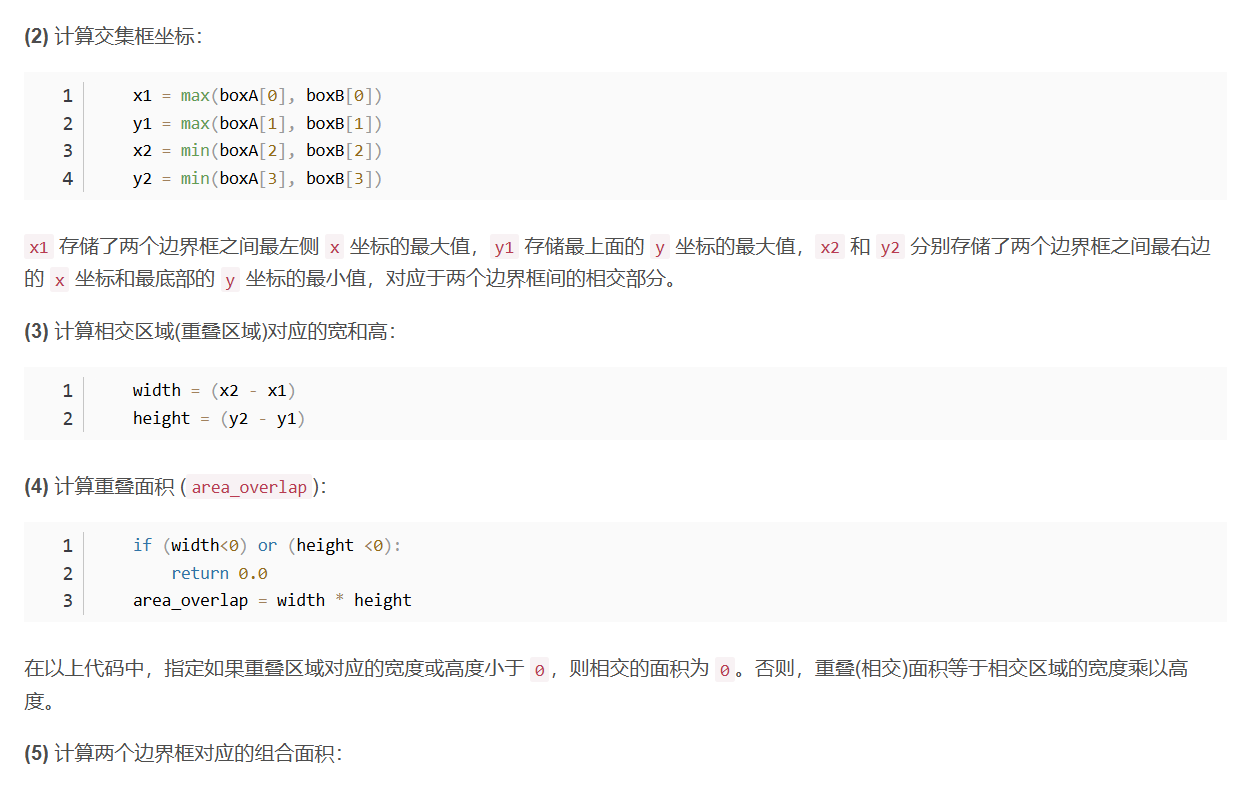 (2) 计算交集框坐标：
1 x1 = max(boxA[0], boxB[0])
2 y1 = max(boxA[1], boxB[1])
3 x2 = min(boxA[2], boxB[2])
4 y2 = min(boxA[3], boxB[3])
x1 存储了两个边界框之间最左侧 x 坐标的最大值，y1 存储最上面的 y 坐标的最大值，x2 和 y2 分别存储了两个边界框之间最右边
的 x 坐标和最底部的 y 坐标的最小值，对应于两个边界框间的相交部分。
(3) 计算相交区域(重叠区域)对应的宽和高：
1 width = (x2 - x1)
2 height = (y2 - y1)
(4) 计算重叠面积 (area_overlap)：
1 if (width<0) or (height <0):
2 return 0.0
3 area_overlap = width * height
在以上代码中，指定如果重叠区域对应的宽度或高度小于 0，则相交的面积为 0。否则，重叠(相交)面积等于相交区域的宽度乘以高
度。
(5) 计算两个边界框对应的组合面积：